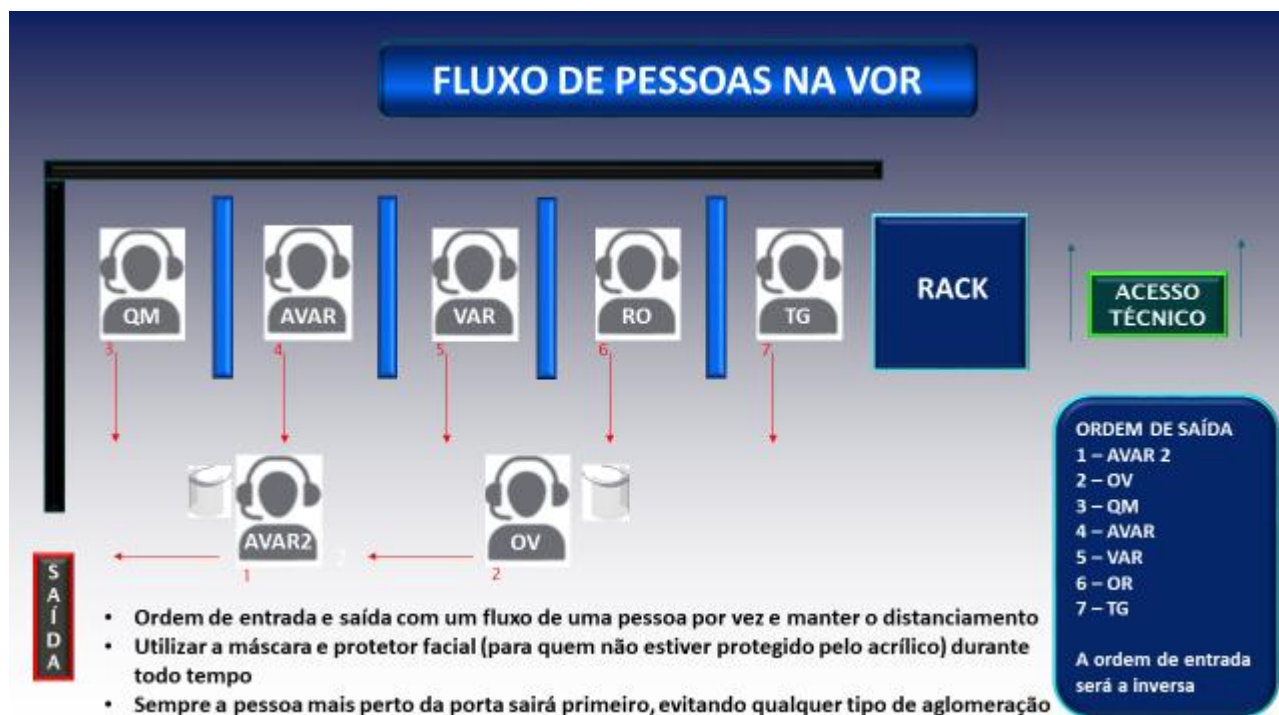 FLUXO DE PESSOAS NA VOR
QM
AVAR
VAR
RO
TG
RACK
ACESSO
TÉCNICO
3
4
5
6
7
AVAR2
OV
1
2
SAÍDA
ORDEM DE SAÍDA
1 – AVAR 2
2 – OV
3 – QM
4 – AVAR
5 – VAR
6 – OR
7 – TG
A ordem de entrada
será a inversa
• Ordem de entrada e saída com um fluxo de uma pessoa por vez e manter o distanciamento
• Utilizar a máscara e protetor facial (para quem não estiver protegido pelo acrílico) durante
todo tempo
• Sempre a pessoa mais perto da porta sairá primeiro, evitando qualquer tipo de aglomeração